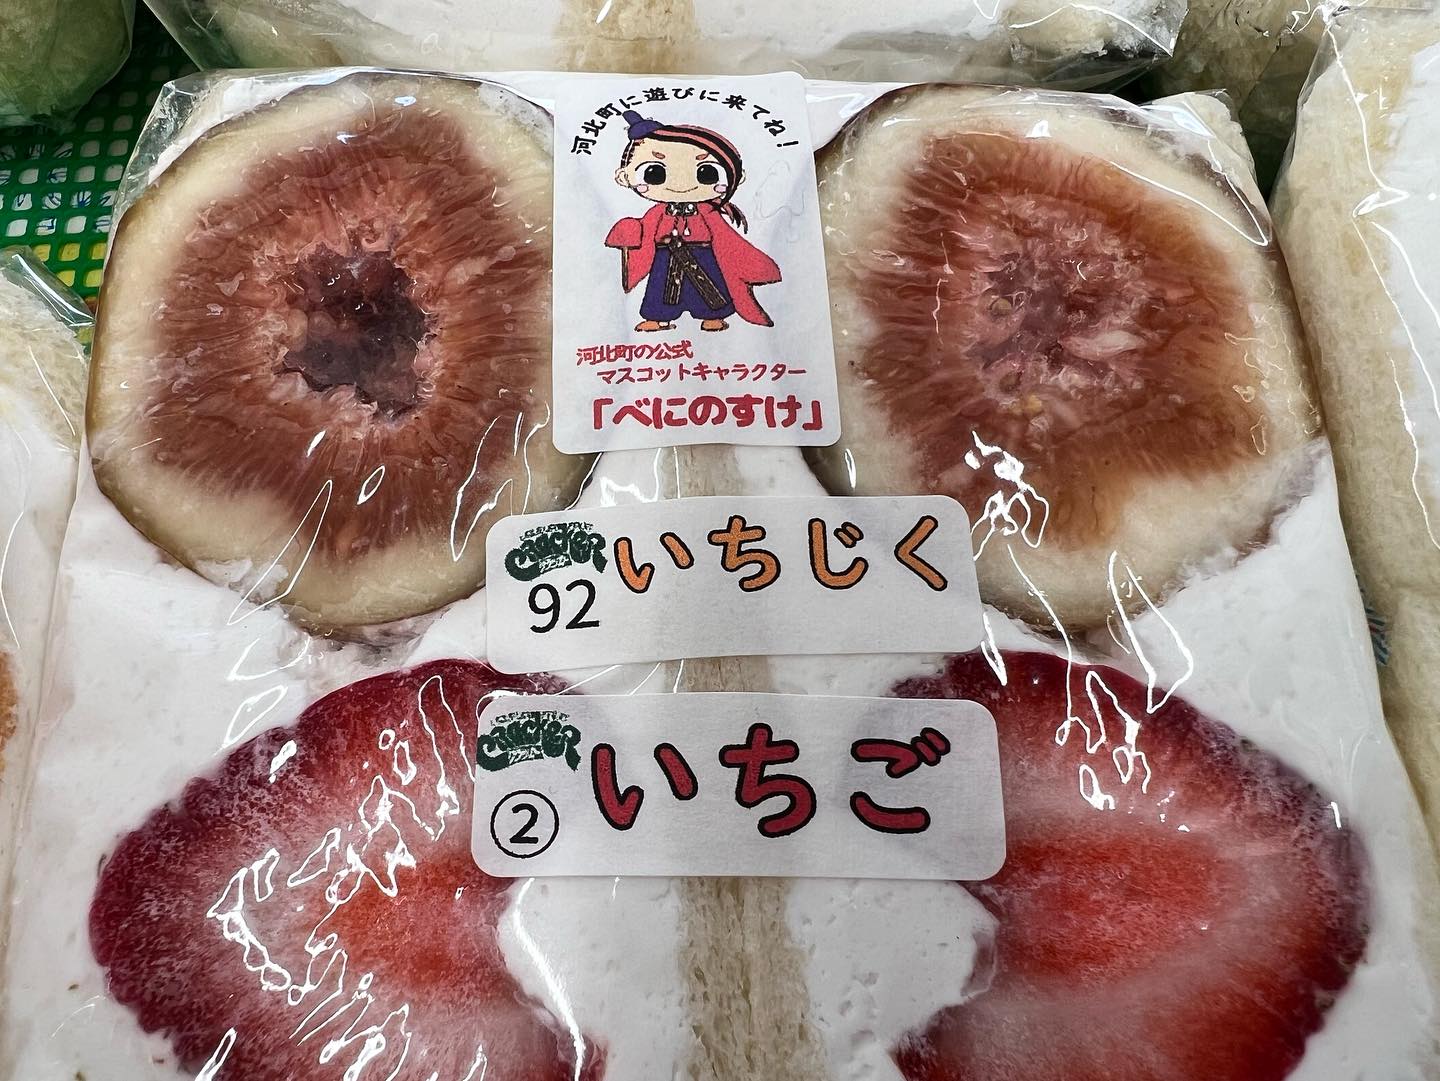 河北町に遊びに来てね!
河北町の公式
マスコットキャラクター
「べにのすけ」
いちじく
92
いちご
②